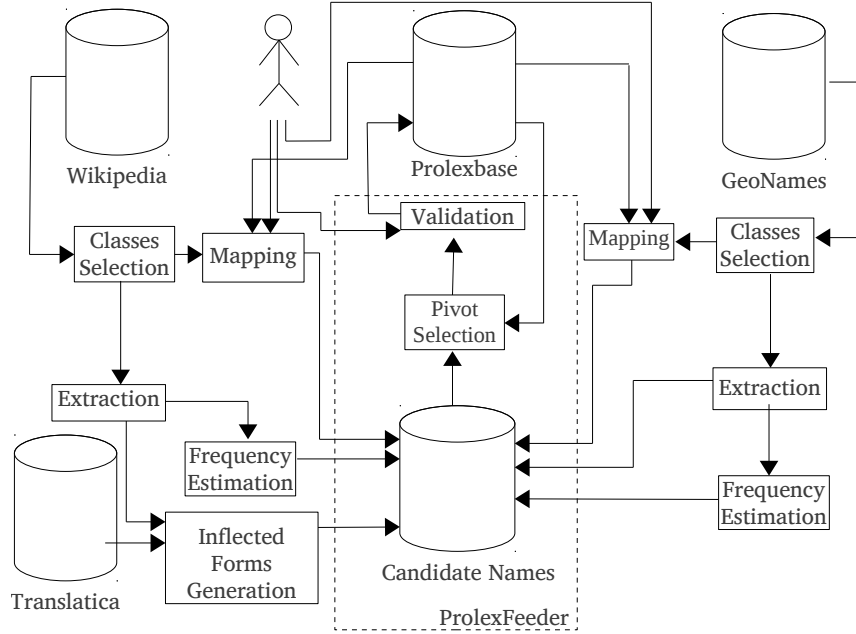 Wikipedia
Prolexbase
GeoNames
Classes
Selection
Mapping
Validation
Mapping
Classes
Selection
Pivot
Selection
Extraction
Extraction
Frequency
Estimation
Frequency
Estimation
Inflected
Forms
Generation
Candidate Names
Translatica
ProlexFeeder